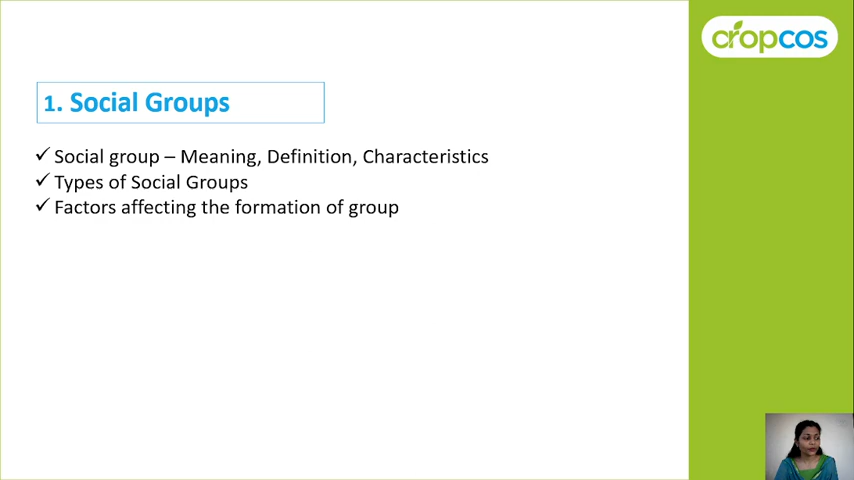 cropcos
1. Social Groups
✓ Social group – Meaning, Definition, Characteristics
✓ Types of Social Groups
✓ Factors affecting the formation of group